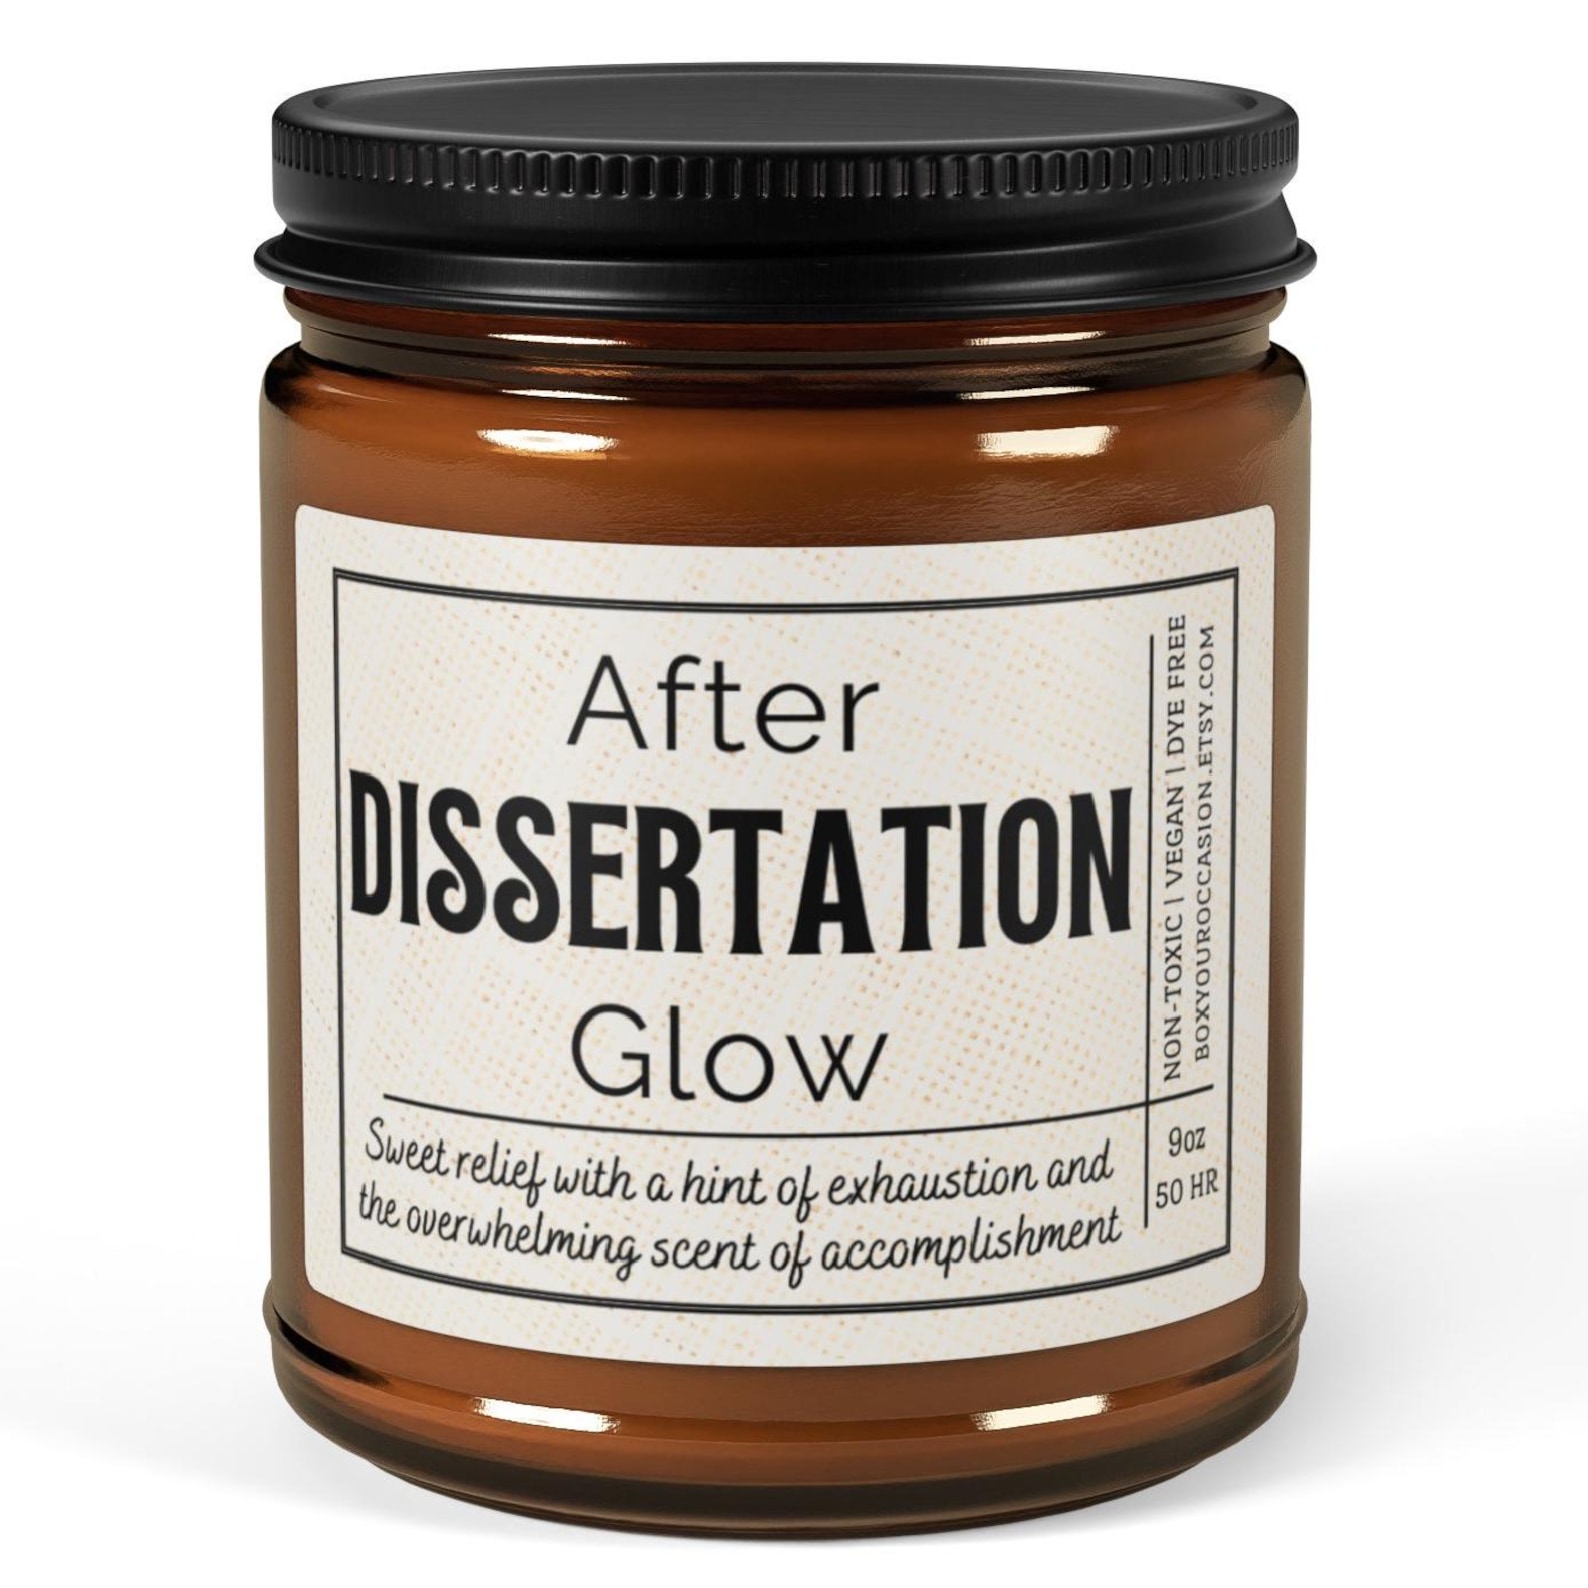 After
DISSERTATION
Glow
Sweet relief with a hint of exhaustion and
the overwhelming scent of accomplishment
NON-TOXIC | VEGAN | DYE FREE
BOXYOUROCCASION.ETSY.COM
9oz
50 HR